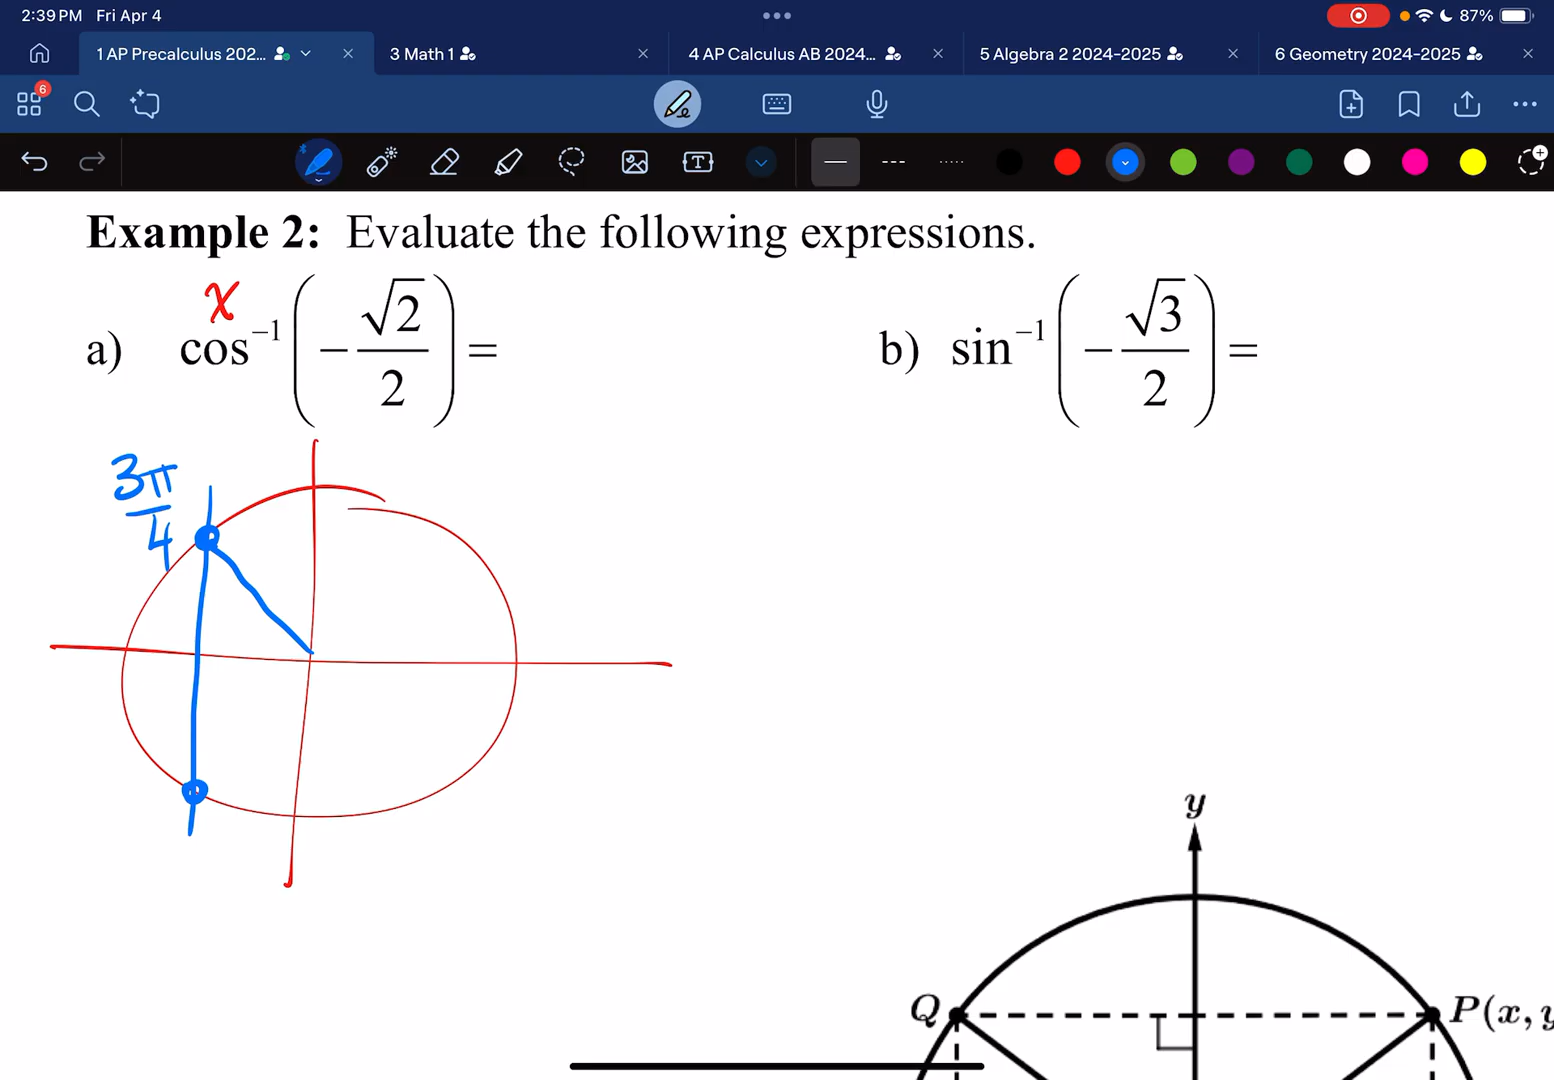 2:39 PM Fri Apr 4
87%
1 AP Precalculus 202...
3 Math 1
4 AP Calculus AB 2024...
5 Algebra 2 2024-2025
6 Geometry 2024-2025
6
T
Example 2: Evaluate the following expressions.
x
a) cos⁻¹(-√2/2) =
b) sin⁻¹(-√3/2) =
3π/4
y
Q
P(x, y